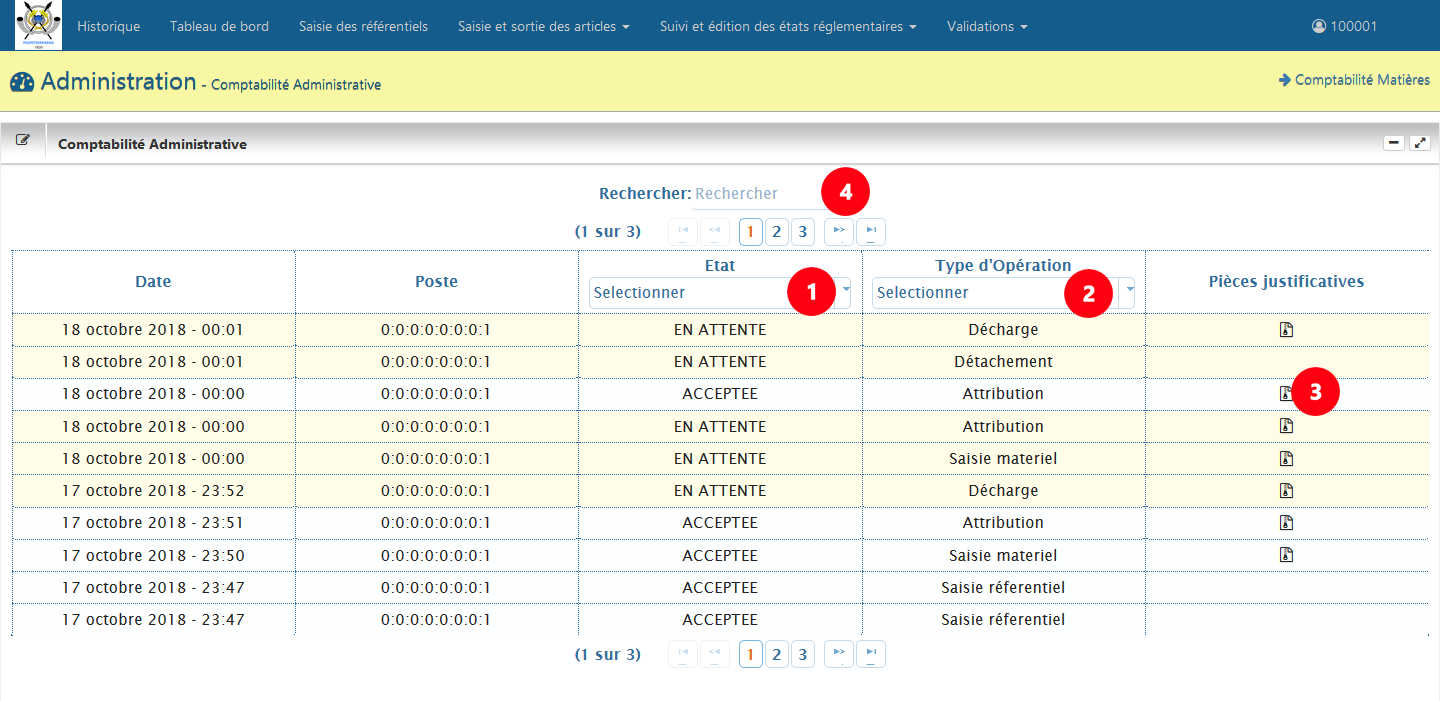 Historique Tableau de bord Saisie des référentiels Saisie et sortie des articles Suivi et édition des états réglementaires Validations 100001
Administration - Comptabilité Administrative Comptabilité Matières
Comptabilité Administrative
Rechercher: Rechercher 4
(1 sur 3) 1 2 3
Date Poste Etat Type d'Opération Pièces justificatives
Selectionner 1 Selectionner 2
18 octobre 2018 - 00:01 0:0:0:0:0:0:0:1 EN ATTENTE Décharge
18 octobre 2018 - 00:01 0:0:0:0:0:0:0:1 EN ATTENTE Détachement
18 octobre 2018 - 00:00 0:0:0:0:0:0:0:1 ACCEPTEE Attribution 3
18 octobre 2018 - 00:00 0:0:0:0:0:0:0:1 EN ATTENTE Attribution
18 octobre 2018 - 00:00 0:0:0:0:0:0:0:1 EN ATTENTE Saisie materiel
17 octobre 2018 - 23:52 0:0:0:0:0:0:0:1 EN ATTENTE Décharge
17 octobre 2018 - 23:51 0:0:0:0:0:0:0:1 ACCEPTEE Attribution
17 octobre 2018 - 23:50 0:0:0:0:0:0:0:1 ACCEPTEE Saisie materiel
17 octobre 2018 - 23:47 0:0:0:0:0:0:0:1 ACCEPTEE Saisie réferentiel
17 octobre 2018 - 23:47 0:0:0:0:0:0:0:1 ACCEPTEE Saisie réferentiel
(1 sur 3) 1 2 3